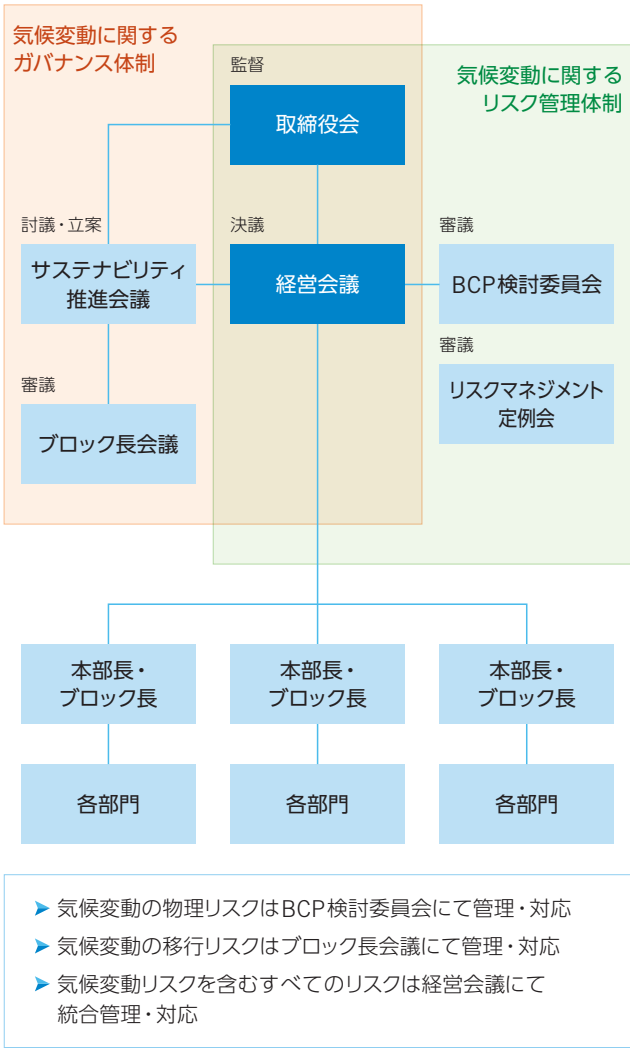 気候変動に関する
ガバナンス体制
気候変動に関する
リスク管理体制
監督
取締役会
討議・立案
サステナビリティ
推進会議
決議
経営会議
審議
BCP検討委員会
審議
ブロック長会議
審議
リスクマネジメント
定例会
本部長・
ブロック長
本部長・
ブロック長
本部長・
ブロック長
各部門
各部門
各部門
➤ 気候変動の物理リスクはBCP検討委員会にて管理・対応
➤ 気候変動の移行リスクはブロック長会議にて管理・対応
➤ 気候変動リスクを含むすべてのリスクは経営会議にて
統合管理・対応